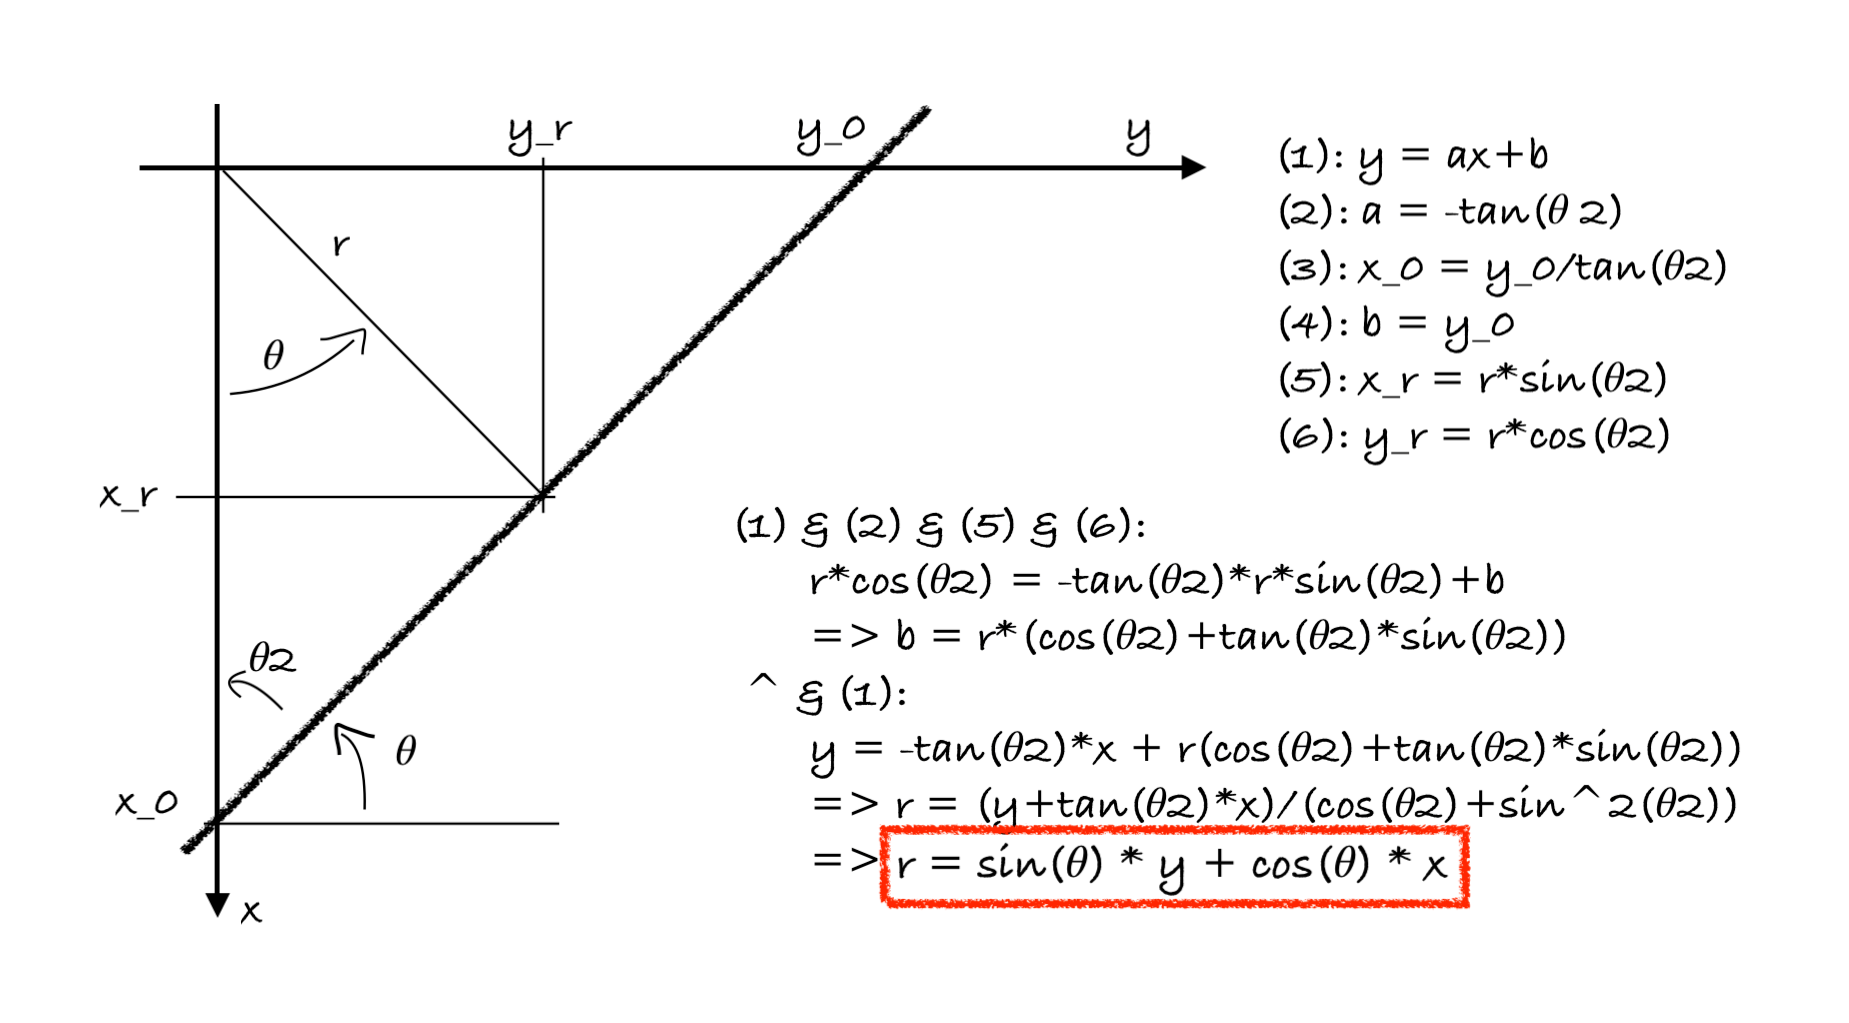 y_r
y_0
y
r
θ
x_r
θ2
θ
x_0
x
(1): y = ax+b
(2): a = -tan(θ 2)
(3): x_0 = y_0/tan(θ2)
(4): b = y_0
(5): x_r = r*sin(θ2)
(6): y_r = r*cos(θ2)
(1) & (2) & (5) & (6):
r*cos(θ2) = -tan(θ2)*r*sin(θ2)+b
=> b = r*(cos(θ2)+tan(θ2)*sin(θ2))
^ & (1):
y = -tan(θ2)*x + r(cos(θ2)+tan(θ2)*sin(θ2))
=> r = (y+tan(θ2)*x)/(cos(θ2)+sin^2(θ2))
=> r = sin(θ) * y + cos(θ) * x